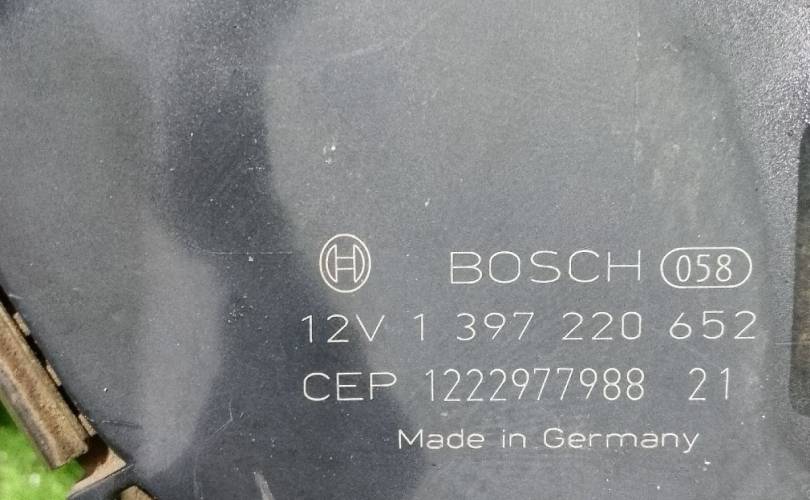 BOSCH 058
12V 1 397 220 652
CEP 1222977988 21
Made in Germany